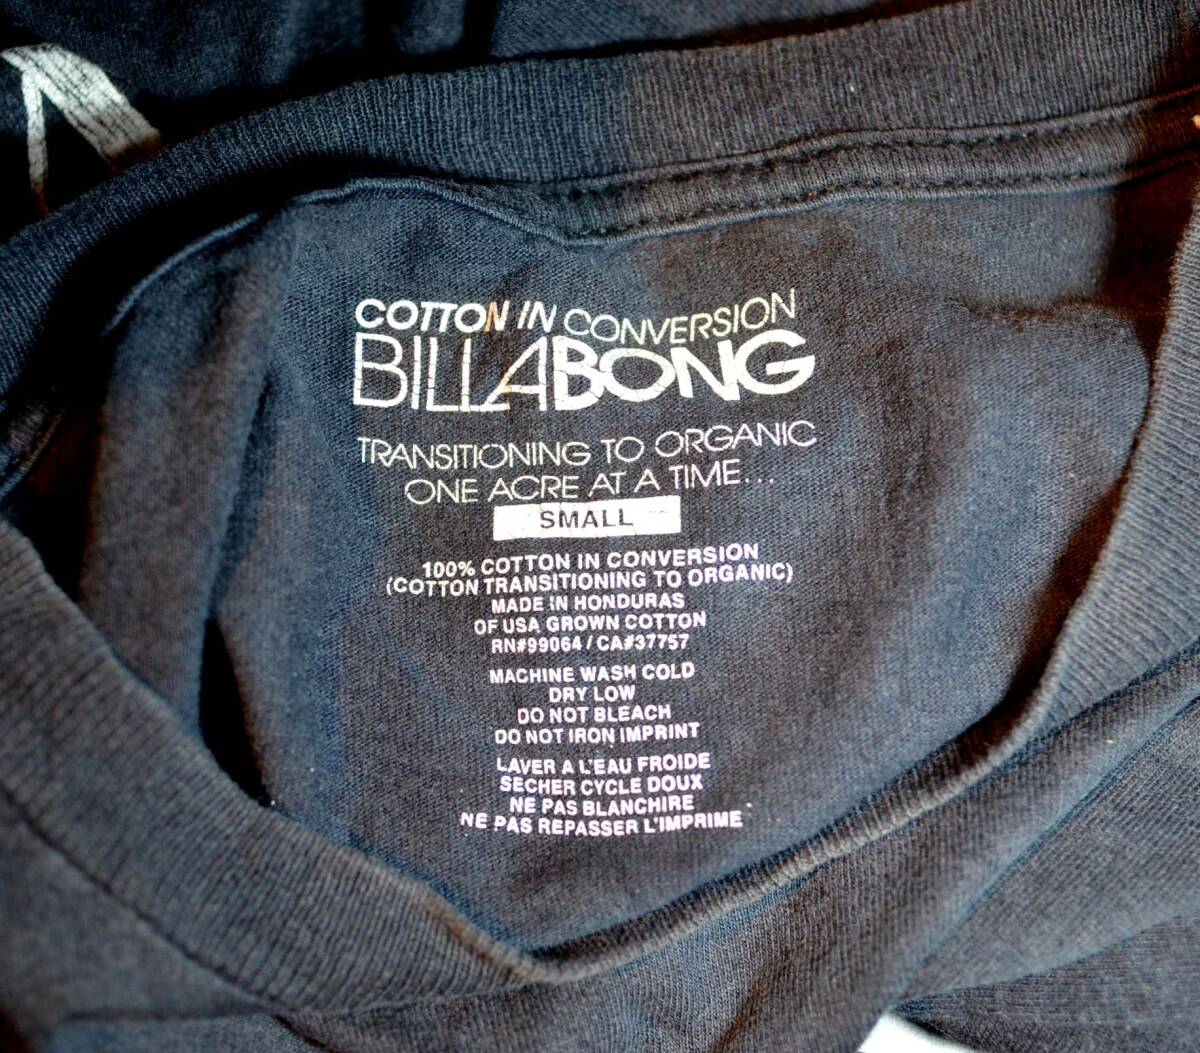 COTTON IN CONVERSION
BILLABONG
TRANSITIONING TO ORGANIC
ONE ACRE AT A TIME...
SMALL
100% COTTON IN CONVERSION
(COTTON TRANSITIONING TO ORGANIC)
MADE IN HONDURAS
OF USA GROWN COTTON
RN#99064 / CA#37757
MACHINE WASH COLD
DRY LOW
DO NOT BLEACH
DO NOT IRON IMPRINT
LAVER A L'EAU FROIDE
SECHER CYCLE DOUX
NE PAS BLANCHIRE
NE PAS REPASSER L'IMPRIME